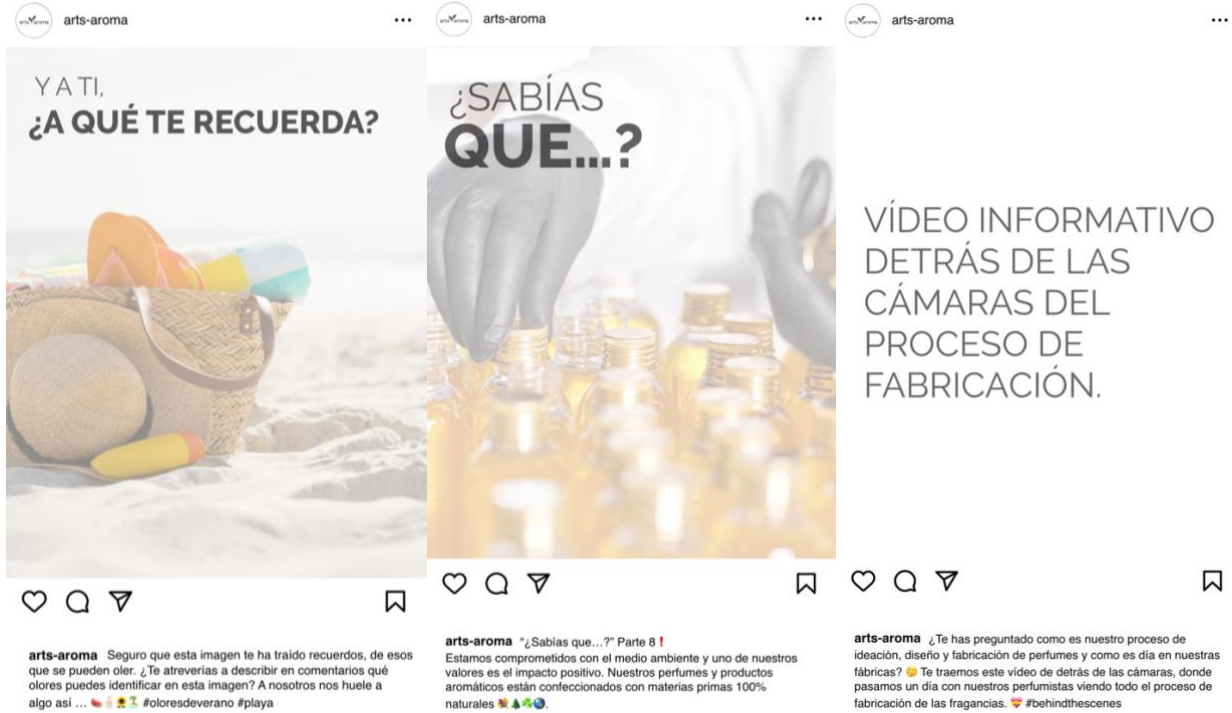 arts-aroma
Y A TI,
¿A QUÉ TE RECUERDA?
arts-aroma Seguro que esta imagen te ha traído recuerdos, de esos
que se pueden oler. ¿Te atreverías a describir en comentarios qué
olores puedes identificar en esta imagen? A nosotros nos huele a
algo así ... 🍉🕯🌻🏝 #oloresdeverano #playa
arts-aroma
¿SABÍAS
QUE...?
arts-aroma “¿Sabías que…?” Parte 8❗
Estamos comprometidos con el medio ambiente y uno de nuestros
valores es el impacto positivo. Nuestros perfumes y productos
aromáticos están confeccionados con materias primas 100%
naturales 💐🌲☘️🌎.
arts-aroma
VÍDEO INFORMATIVO
DETRÁS DE LAS
CÁMARAS DEL
PROCESO DE
FABRICACIÓN.
arts-aroma ¿Te has preguntado como es nuestro proceso de
ideación, diseño y fabricación de perfumes y como es día en nuestras
fábricas? 🤔 Te traemos este vídeo de detrás de las cámaras, donde
pasamos un día con nuestros perfumistas viendo todo el proceso de
fabricación de las fragancias. 💝 #behindthescenes